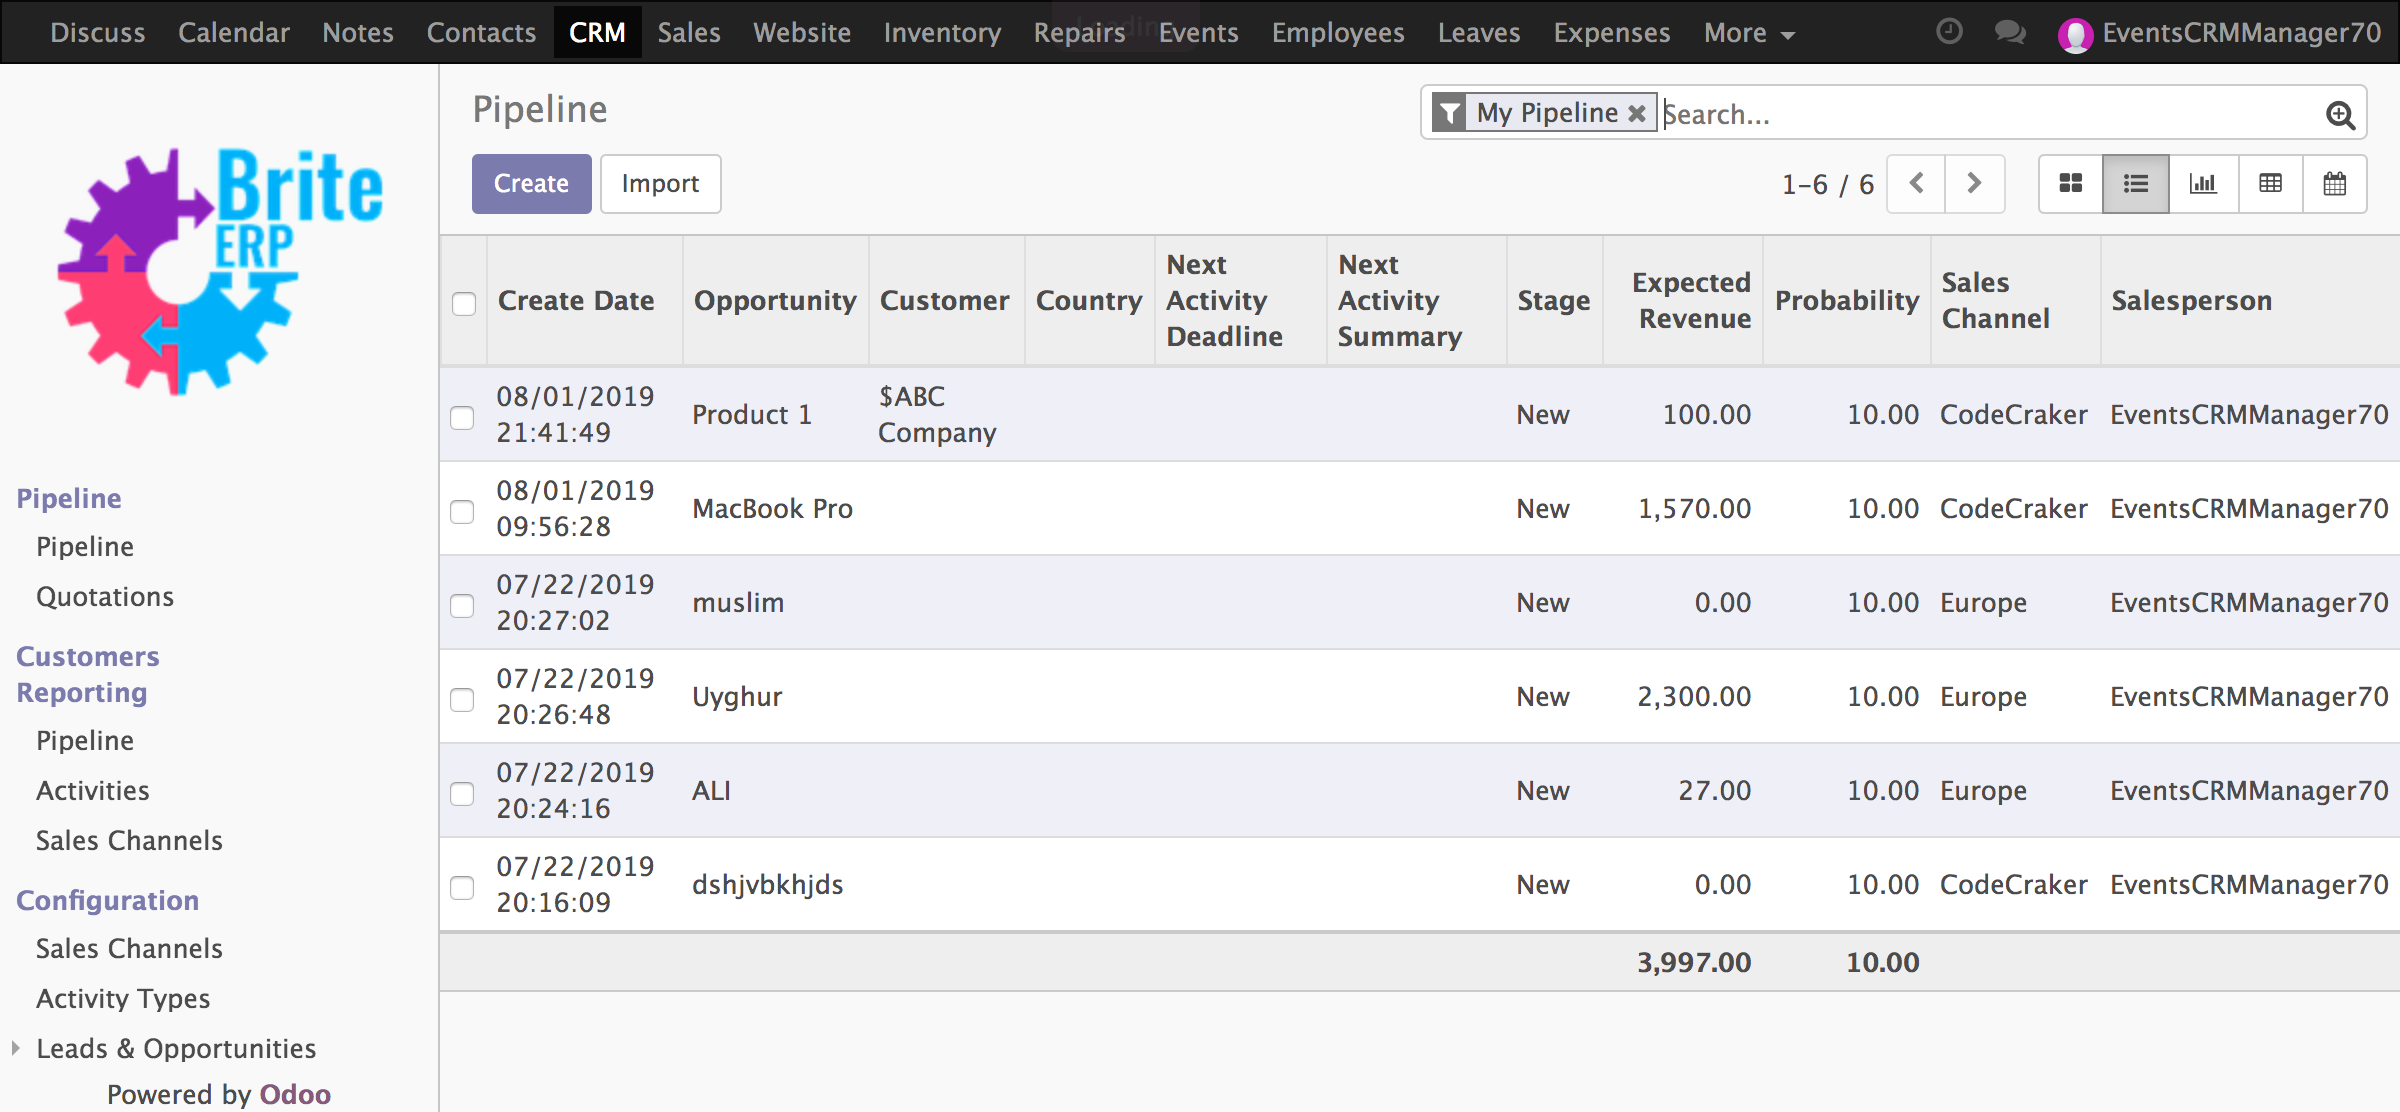 Discuss Calendar Notes Contacts CRM Sales Website Inventory Repairs Events Employees Leaves Expenses More EventsCRMManager70
Brite
ERP
Pipeline
Pipeline
Quotations
Customers
Reporting
Pipeline
Activities
Sales Channels
Configuration
Sales Channels
Activity Types
Leads & Opportunities
Powered by Odoo
Pipeline
My Pipeline Search...
Create Import
1-6 / 6
Create Date Opportunity Customer Country Next Activity Deadline Next Activity Summary Stage Expected Revenue Probability Sales Channel Salesperson
08/01/2019 21:41:49 Product 1 $ABC Company New 100.00 10.00 CodeCraker EventsCRMManager70
08/01/2019 09:56:28 MacBook Pro New 1,570.00 10.00 CodeCraker EventsCRMManager70
07/22/2019 20:27:02 muslim New 0.00 10.00 Europe EventsCRMManager70
07/22/2019 20:26:48 Uyghur New 2,300.00 10.00 Europe EventsCRMManager70
07/22/2019 20:24:16 ALI New 27.00 10.00 Europe EventsCRMManager70
07/22/2019 20:16:09 dshjvbkhjds New 0.00 10.00 CodeCraker EventsCRMManager70
3,997.00 10.00